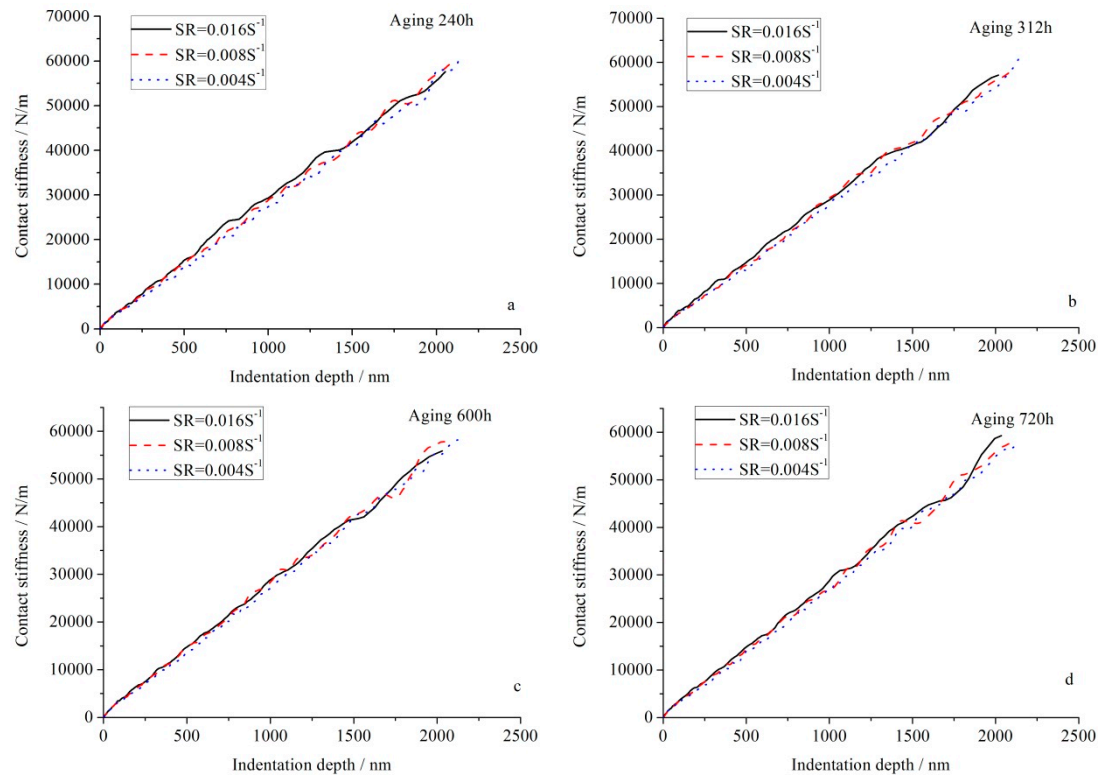 70000
60000
50000
40000
30000
20000
10000
0
Contact stiffness / N/m
SR=0.016S⁻¹
SR=0.008S⁻¹
SR=0.004S⁻¹
Aging 240h
a
0 500 1000 1500 2000 2500
Indentation depth / nm
70000
60000
50000
40000
30000
20000
10000
0
Contact stiffness / N/m
SR=0.016S⁻¹
SR=0.008S⁻¹
SR=0.004S⁻¹
Aging 312h
b
0 500 1000 1500 2000 2500
Indentation depth / nm
60000
50000
40000
30000
20000
10000
0
Contact stiffness / N/m
SR=0.016S⁻¹
SR=0.008S⁻¹
SR=0.004S⁻¹
Aging 600h
c
0 500 1000 1500 2000 2500
Indentation depth / nm
60000
50000
40000
30000
20000
10000
0
Contact stiffness / N/m
SR=0.016S⁻¹
SR=0.008S⁻¹
SR=0.004S⁻¹
Aging 720h
d
0 500 1000 1500 2000 2500
Indentation depth / nm